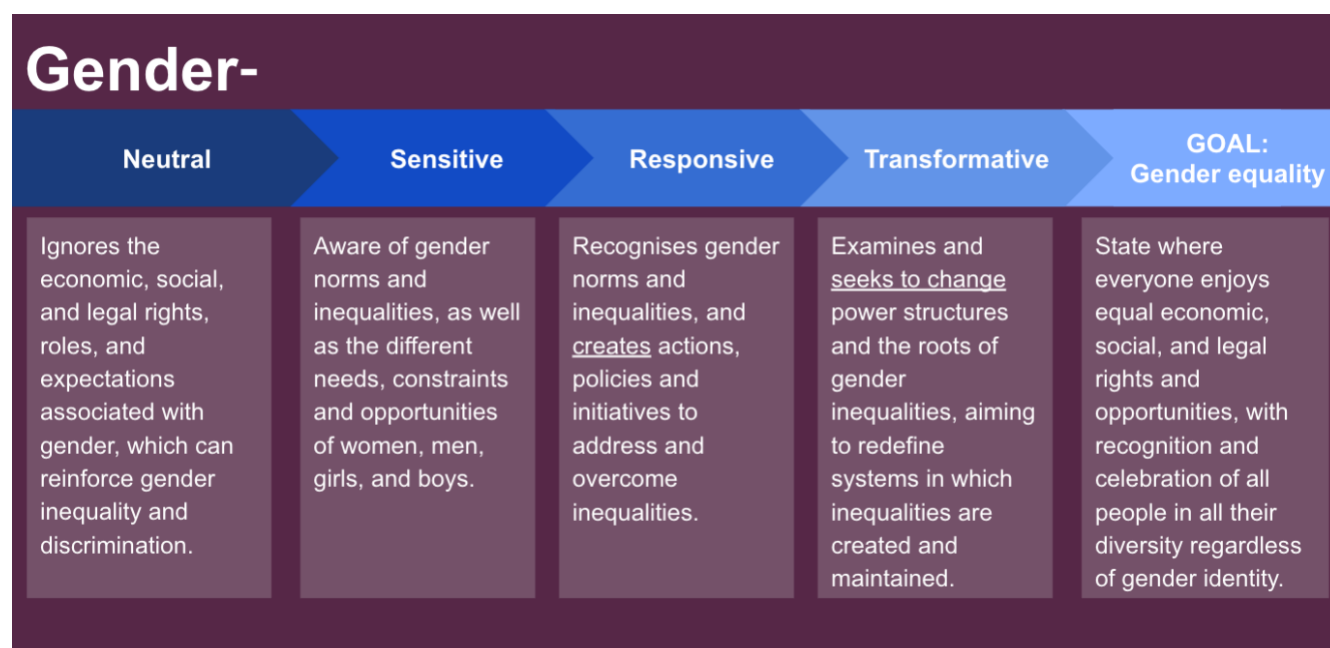 Gender-
Neutral
Sensitive
Responsive
Transformative
GOAL:
Gender equality
Ignores the
economic, social,
and legal rights,
roles, and
expectations
associated with
gender, which can
reinforce gender
inequality and
discrimination.
Aware of gender
norms and
inequalities, as well
as the different
needs, constraints
and opportunities
of women, men,
girls, and boys.
Recognises gender
norms and
inequalities, and
creates actions,
policies and
initiatives to
address and
overcome
inequalities.
Examines and
seeks to change
power structures
and the roots of
gender
inequalities, aiming
to redefine
systems in which
inequalities are
created and
maintained.
State where
everyone enjoys
equal economic,
social, and legal
rights and
opportunities, with
recognition and
celebration of all
people in all their
diversity regardless
of gender identity.